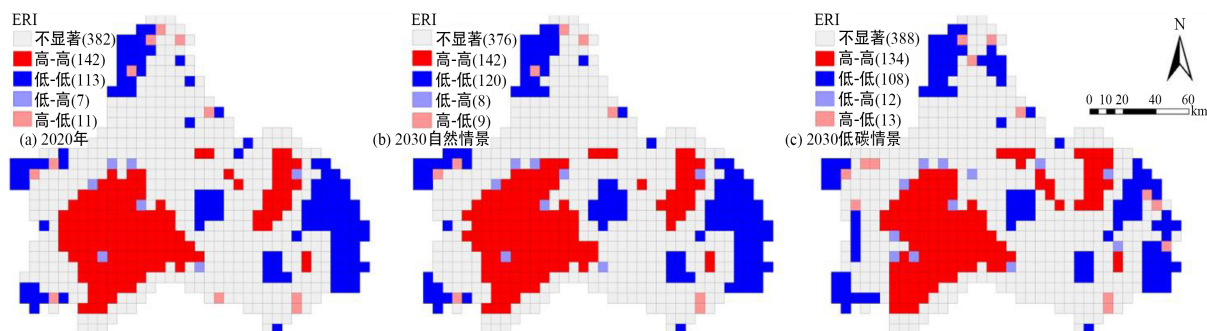 ERI
不显著(382)
高-高(142)
低-低(113)
低-高(7)
高-低(11)
(a) 2020年
ERI
不显著(376)
高-高(142)
低-低(120)
低-高(8)
高-低(9)
(b) 2030自然情景
ERI
不显著(388)
高-高(134)
低-低(108)
低-高(12)
高-低(13)
(c) 2030低碳情景
N
0 10 20 40 60
km